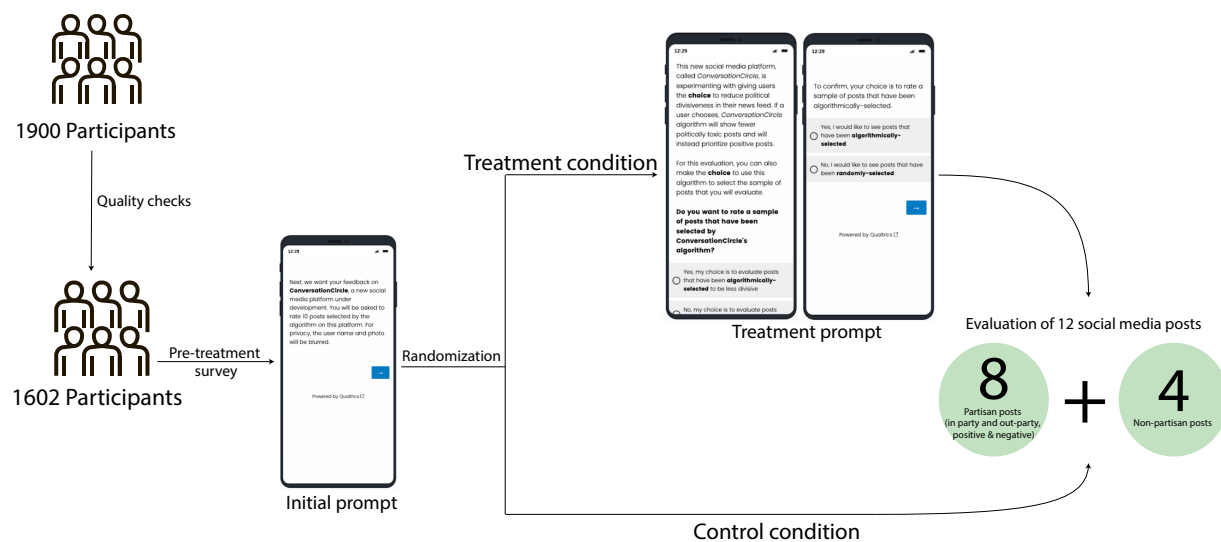 1900 Participants
Quality checks
1602 Participants
Pre-treatment
survey
12:29
Next, we want your feedback on
ConversationCircle, a new social
media platform under
development. You will be asked to
rate 10 posts selected by the
algorithm on this platform. For
privacy, the user name and photo
will be blurred.
→
Powered by Qualtrics
Initial prompt
Randomization
Treatment condition
12:29
This new social media platform,
called ConversationCircle, is
experimenting with giving users
the choice to reduce political
divisiveness in their news feed. If a
user chooses, ConversationCircle
algorithm will show fewer
politically toxic posts and will
instead prioritize positive posts.
For this evaluation, you can also
make the choice to use this
algorithm to select the sample of
posts that you will evaluate.
Do you want to rate a sample
of posts that have been
selected by
ConversationCircle's
algorithm?
Yes, my choice is to evaluate posts
that have been algorithmically-
selected to be less divisive
No, my choice is to evaluate posts
12:29
To confirm, your choice is to rate a
sample of posts that have been
algorithmically-selected.
Yes, I would like to see posts that
have been algorithmically-
selected
No, I would like to see posts that have
been randomly-selected
→
Powered by Qualtrics
Treatment prompt
Evaluation of 12 social media posts
8
Partisan posts
(in party and out-party,
positive & negative)
+
4
Non-partisan posts
Control condition